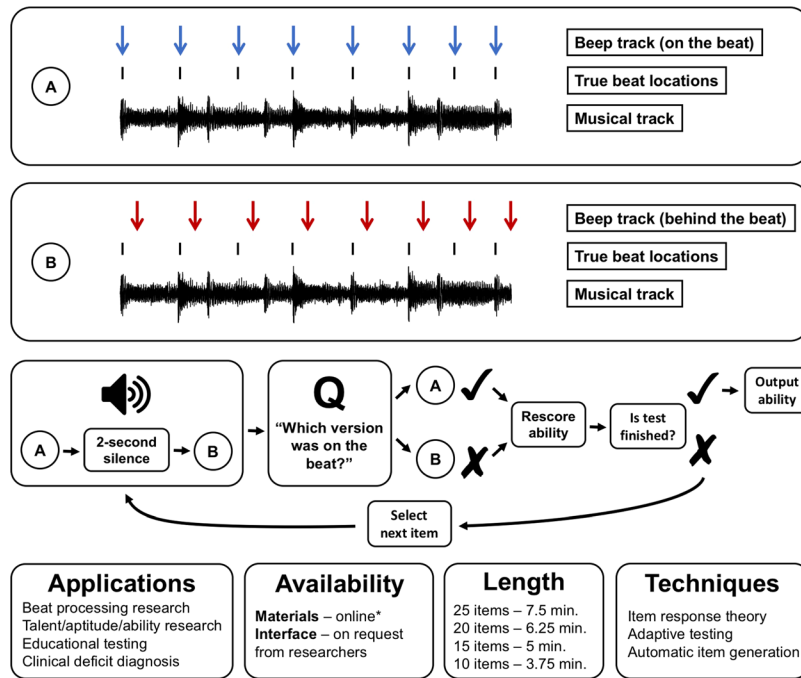 Beep track (on the beat)
A
True beat locations
Musical track
Beep track (behind the beat)
B
True beat locations
Musical track
A
2-second
silence
B
Q
“Which version
was on the
beat?”
A
B
Rescore
ability
Is test
finished?
Output
ability
Select
next item
Applications
Beat processing research
Talent/aptitude/ability research
Educational testing
Clinical deficit diagnosis
Availability
Materials – online*
Interface – on request
from researchers
Length
25 items – 7.5 min.
20 items – 6.25 min.
15 items – 5 min.
10 items – 3.75 min.
Techniques
Item response theory
Adaptive testing
Automatic item generation